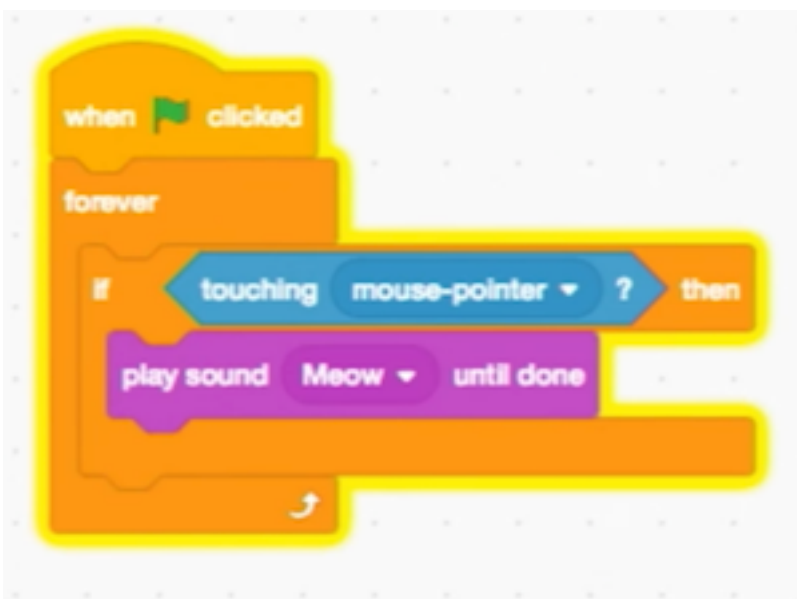 when clicked
forever
if touching mouse-pointer ? then
play sound Meow until done